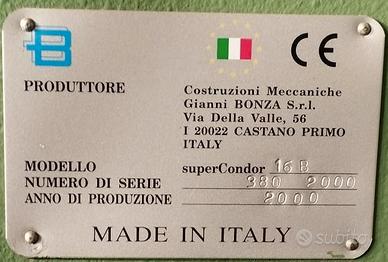 B
CE
PRODUTTORE
Costruzioni Meccaniche
Gianni BONZA S.r.l.
Via Della Valle, 56
I 20022 CASTANO PRIMO
ITALY
MODELLO superCondor 16 B
NUMERO DI SERIE 380 2000
ANNO DI PRODUZIONE 2000
MADE IN ITALY
subito